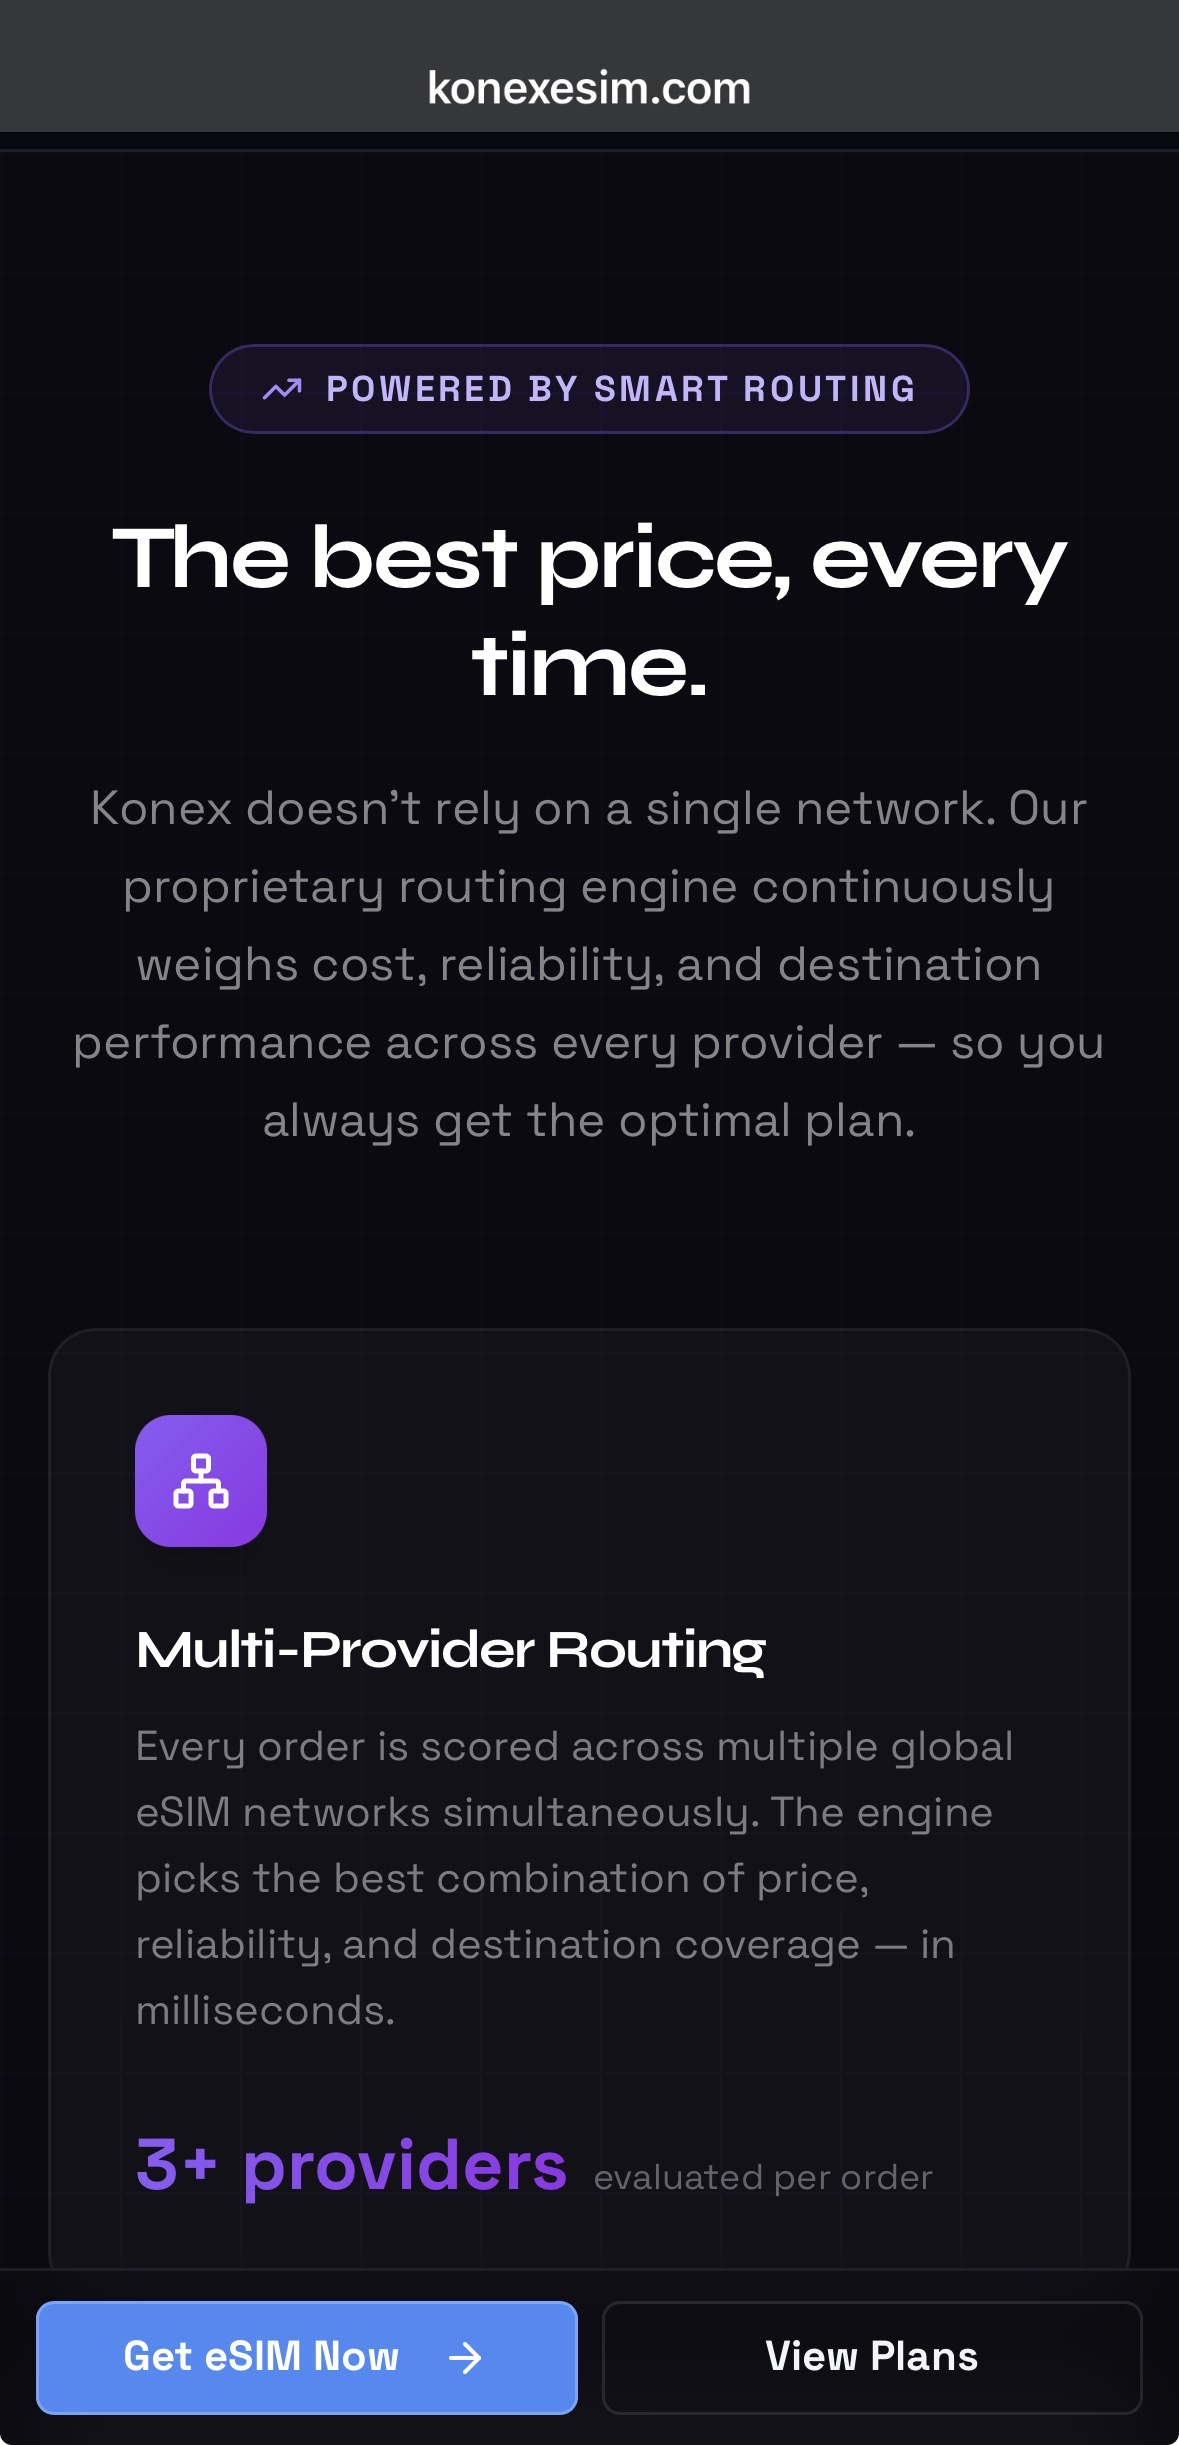 konexesim.com
POWERED BY SMART ROUTING
The best price, every
time.
Konex doesn’t rely on a single network. Our
proprietary routing engine continuously
weighs cost, reliability, and destination
performance across every provider — so you
always get the optimal plan.
Multi-Provider Routing
Every order is scored across multiple global
eSIM networks simultaneously. The engine
picks the best combination of price,
reliability, and destination coverage — in
milliseconds.
3+ providers evaluated per order
Get eSIM Now → View Plans